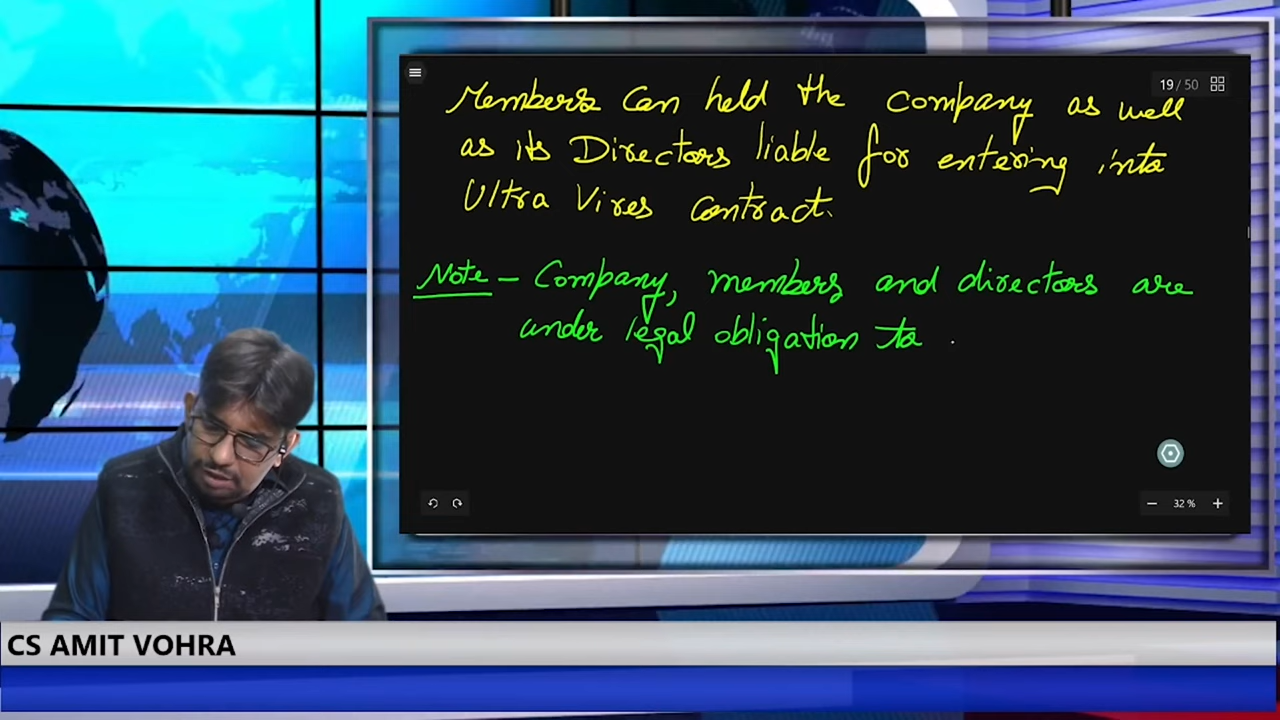 19 / 50
Members can held the company as well
as its Directors liable for entering into
Ultra Vires contract.
Note - Company, members and directors are
under legal obligation to
32 %
CS AMIT VOHRA